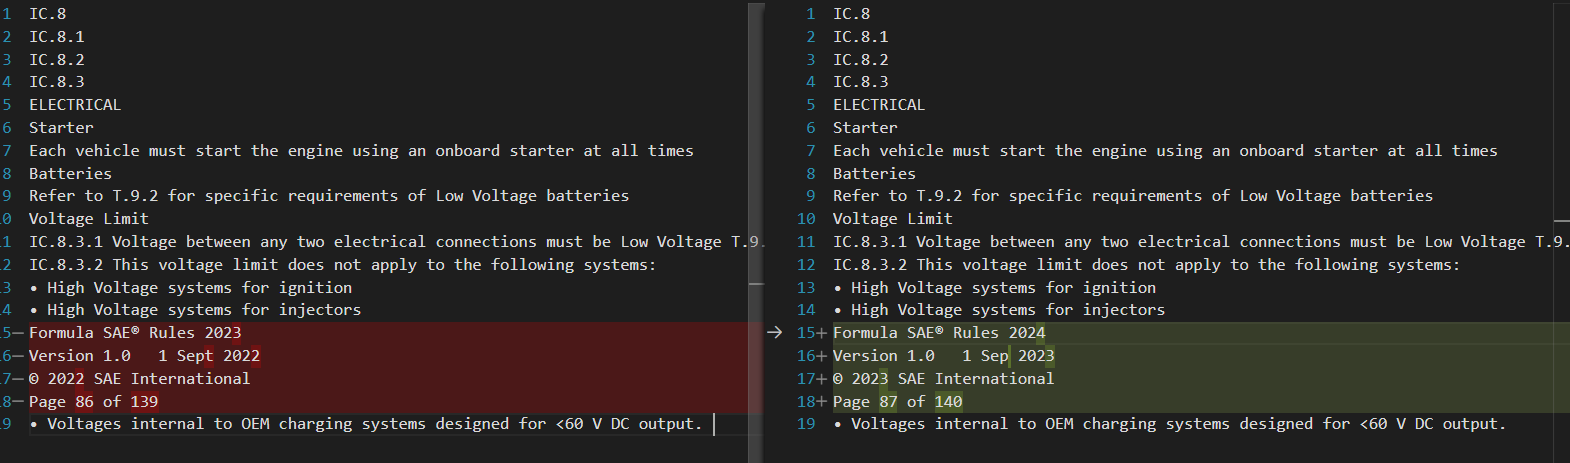 1 IC.8
2 IC.8.1
3 IC.8.2
4 IC.8.3
5 ELECTRICAL
6 Starter
7 Each vehicle must start the engine using an onboard starter at all times
8 Batteries
9 Refer to T.9.2 for specific requirements of Low Voltage batteries
0 Voltage Limit
1 IC.8.3.1 Voltage between any two electrical connections must be Low Voltage T.9.
2 IC.8.3.2 This voltage limit does not apply to the following systems:
3 • High Voltage systems for ignition
4 • High Voltage systems for injectors
5− Formula SAE® Rules 2023
6− Version 1.0   1 Sept 2022
7− © 2022 SAE International
8− Page 86 of 139
9 • Voltages internal to OEM charging systems designed for <60 V DC output.
1 IC.8
2 IC.8.1
3 IC.8.2
4 IC.8.3
5 ELECTRICAL
6 Starter
7 Each vehicle must start the engine using an onboard starter at all times
8 Batteries
9 Refer to T.9.2 for specific requirements of Low Voltage batteries
10 Voltage Limit
11 IC.8.3.1 Voltage between any two electrical connections must be Low Voltage T.9.
12 IC.8.3.2 This voltage limit does not apply to the following systems:
13 • High Voltage systems for ignition
14 • High Voltage systems for injectors
→ 15+ Formula SAE® Rules 2024
16+ Version 1.0   1 Sep 2023
17+ © 2023 SAE International
18+ Page 87 of 140
19 • Voltages internal to OEM charging systems designed for <60 V DC output.